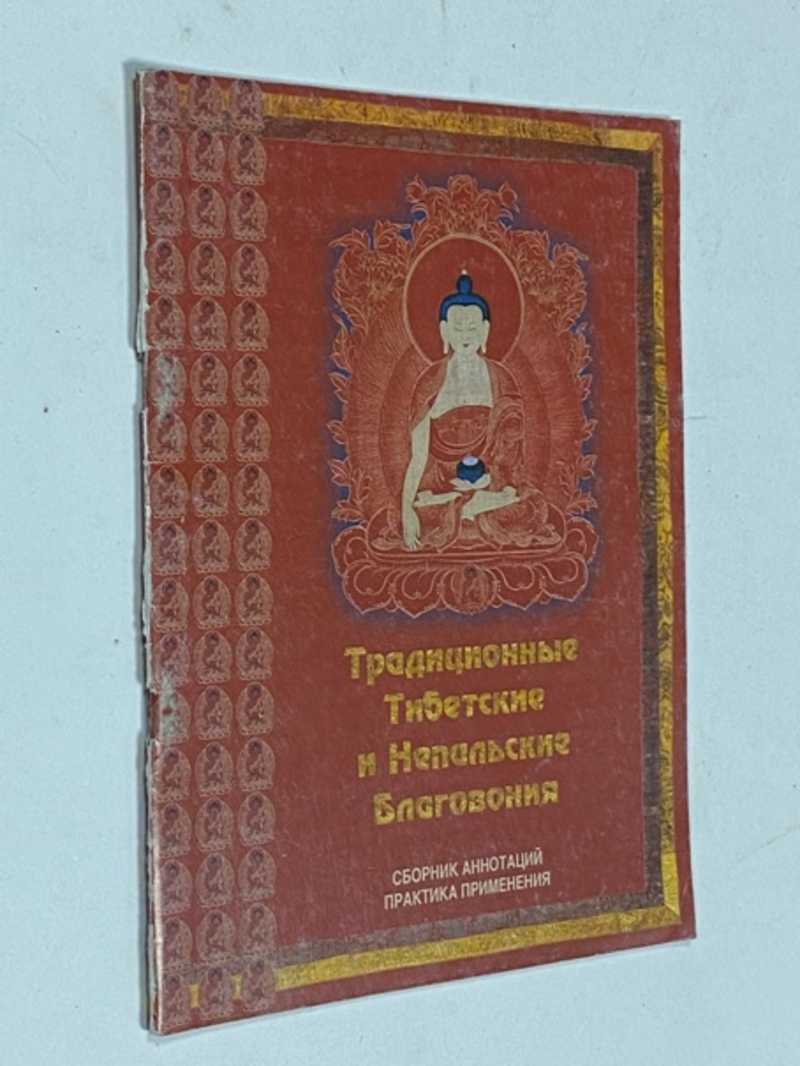 Традиционные
Тибетские
и Непальские
Благовония
СБОРНИК АННОТАЦИЙ
ПРАКТИКА ПРИМЕНЕНИЯ